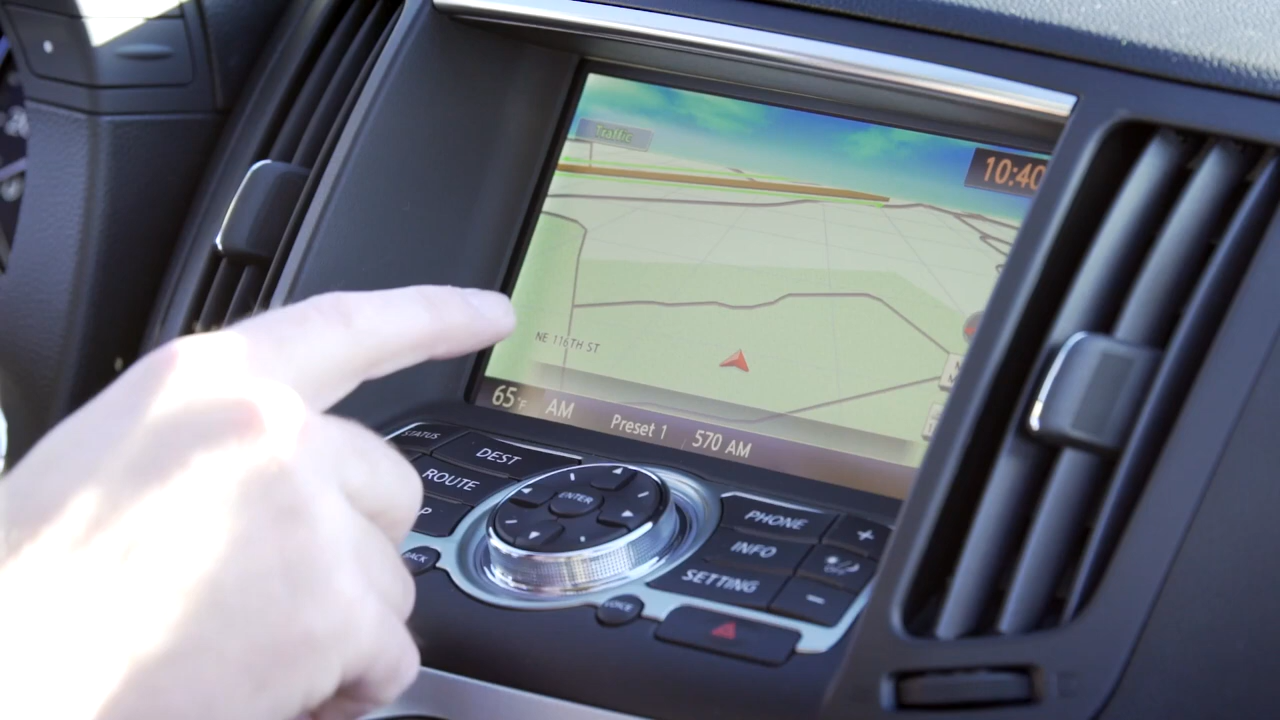 Traffic
10:40
NE 116TH ST
65°F AM Preset 1 570 AM
STATUS
DEST
ROUTE
ENTER
BACK
VOICE
PHONE
INFO
SETTING
+
-